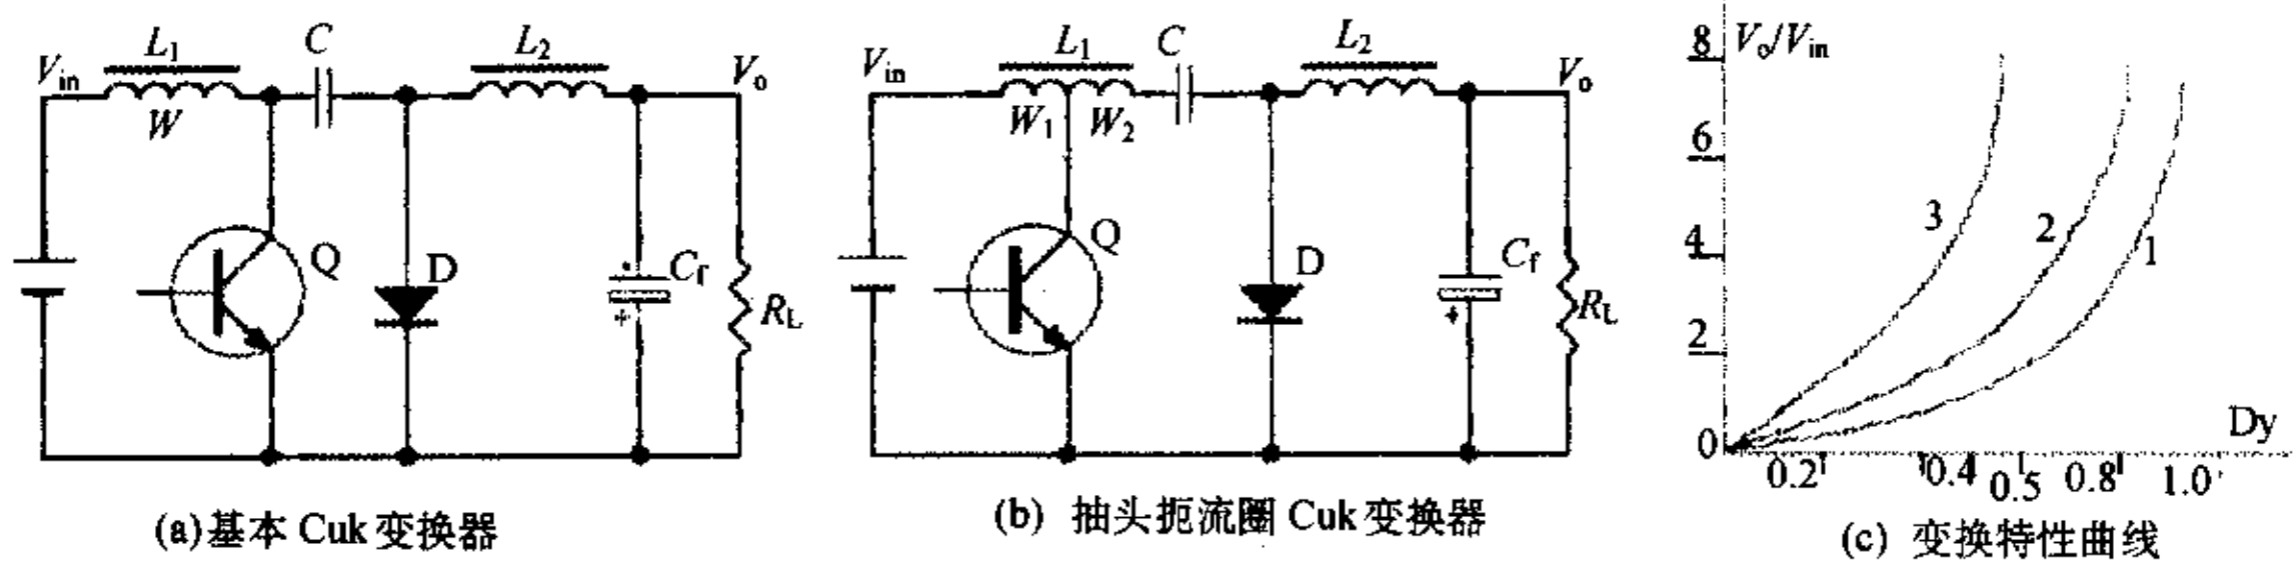 L1
C
L2
Vin
Vo
W
Q
D
Cf
+
RL
(a)基本 Cuk 变换器
L1
C
L2
Vin
Vo
W1
W2
Q
D
Cf
+
RL
(b) 抽头扼流圈 Cuk 变换器
8
Vo/Vin
6
4
2
0
3
2
1
Dy
0.2
0.4
0.5
0.8
1.0
(c) 变换特性曲线